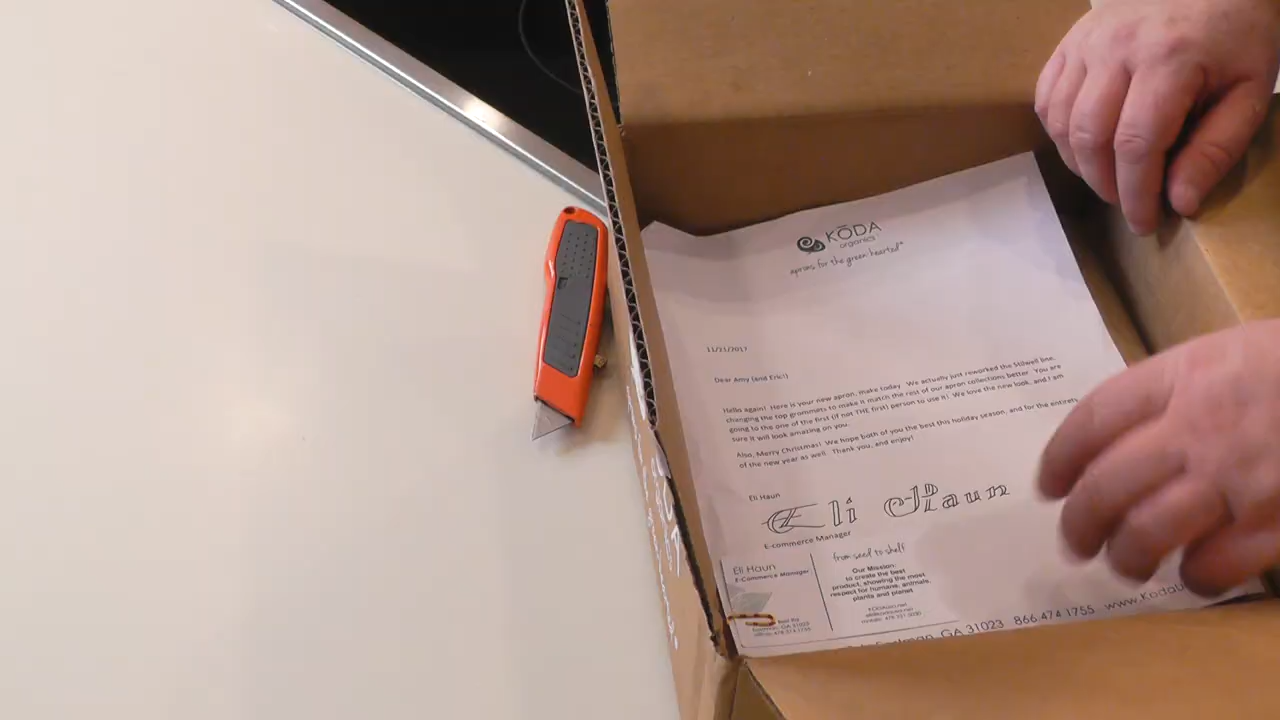 KŌDA
organics
aprons for the green hearted
11/21/2017
Dear Amy (and Eric!)
Hello again! Here is your new apron, make today. We actually just reworked the Stilwell line,
changing the top grommets to make it match the rest of our apron collections better. You are
going to the one of the first (if not THE first) person to use it! We love the new look, and I am
sure it will look amazing on you.
Also, Merry Christmas! We hope both of you the best this holiday season, and for the entirety
of the new year as well. Thank you, and enjoy!
Eli Haun
Eli Haun
E-commerce Manager
Eli Haun
E-Commerce Manager
Eastman, GA 31023
from seed to shelf
Our Mission:
to create the best
product, showing the most
respect for humans, animals,
plants and planet
Eastman, GA 31023 866.474.1755 www.Koda